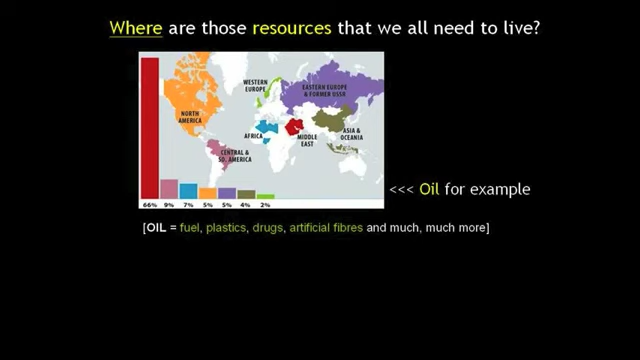 Where are those resources that we all need to live?
WESTERN
EUROPE
EASTERN EUROPE
& FORMER USSR
NORTH
AMERICA
AFRICA
MIDDLE
EAST
ASIA &
OCEANIA
CENTRAL &
SO. AMERICA
<<< Oil for example
66% 9% 7% 5% 5% 4% 2%
[OIL = fuel, plastics, drugs, artificial fibres and much, much more]